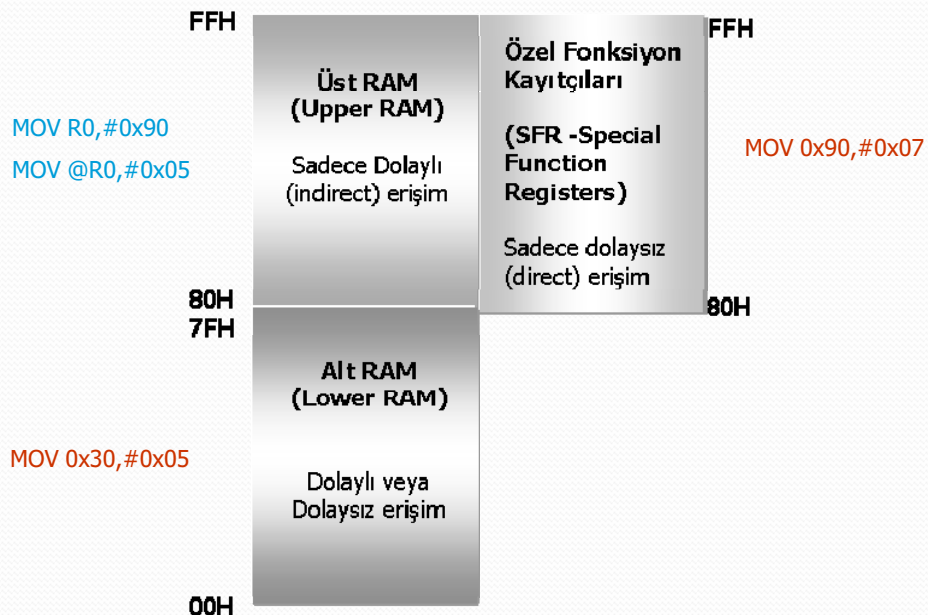 FFH
MOV R0,#0x90
MOV @R0,#0x05
Üst RAM
(Upper RAM)
Sadece Dolaylı
(indirect) erişim
Özel Fonksiyon
Kayıtçıları
(SFR -Special
Function
Registers)
Sadece dolaysız
(direct) erişim
FFH
MOV 0x90,#0x07
80H
80H
7FH
Alt RAM
(Lower RAM)
MOV 0x30,#0x05
Dolaylı veya
Dolaysız erişim
00H